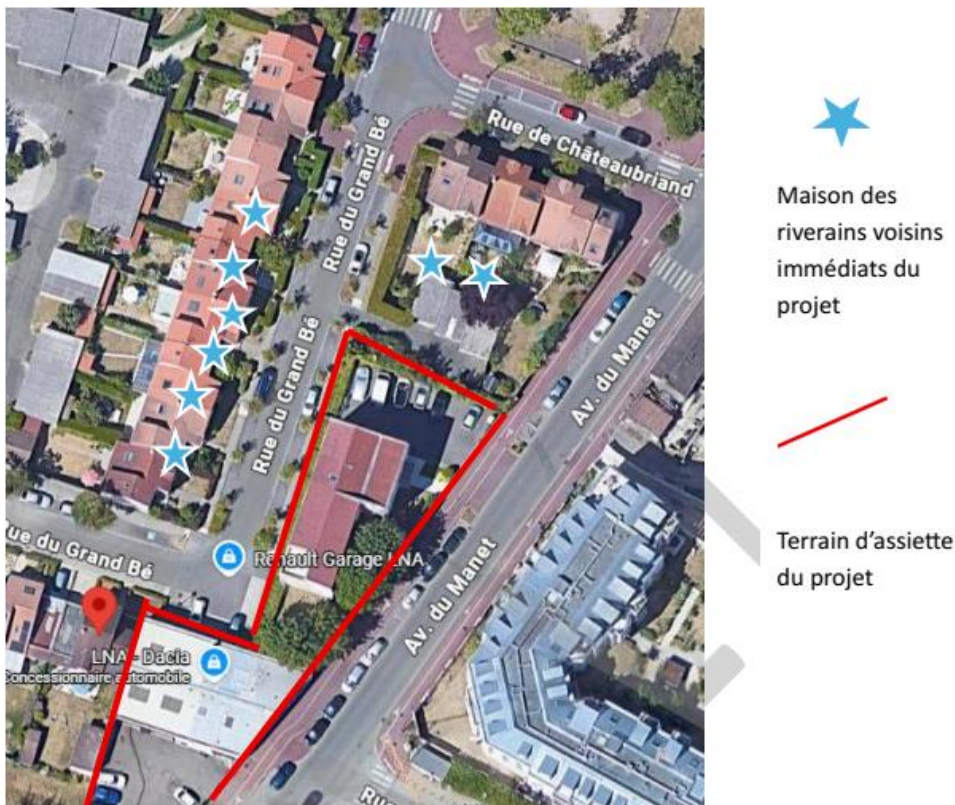 Rue de Châteaubriand
Rue du Grand Bé
Rue du Grand Bé
Av. du Manet
Rue du Grand Bé
Renault Garage LNA
Av. du Manet
LNA - Dacia
Concessionnaire automobile
Maison des
riverains voisins
immédiats du
projet
Terrain d’assiette
du projet